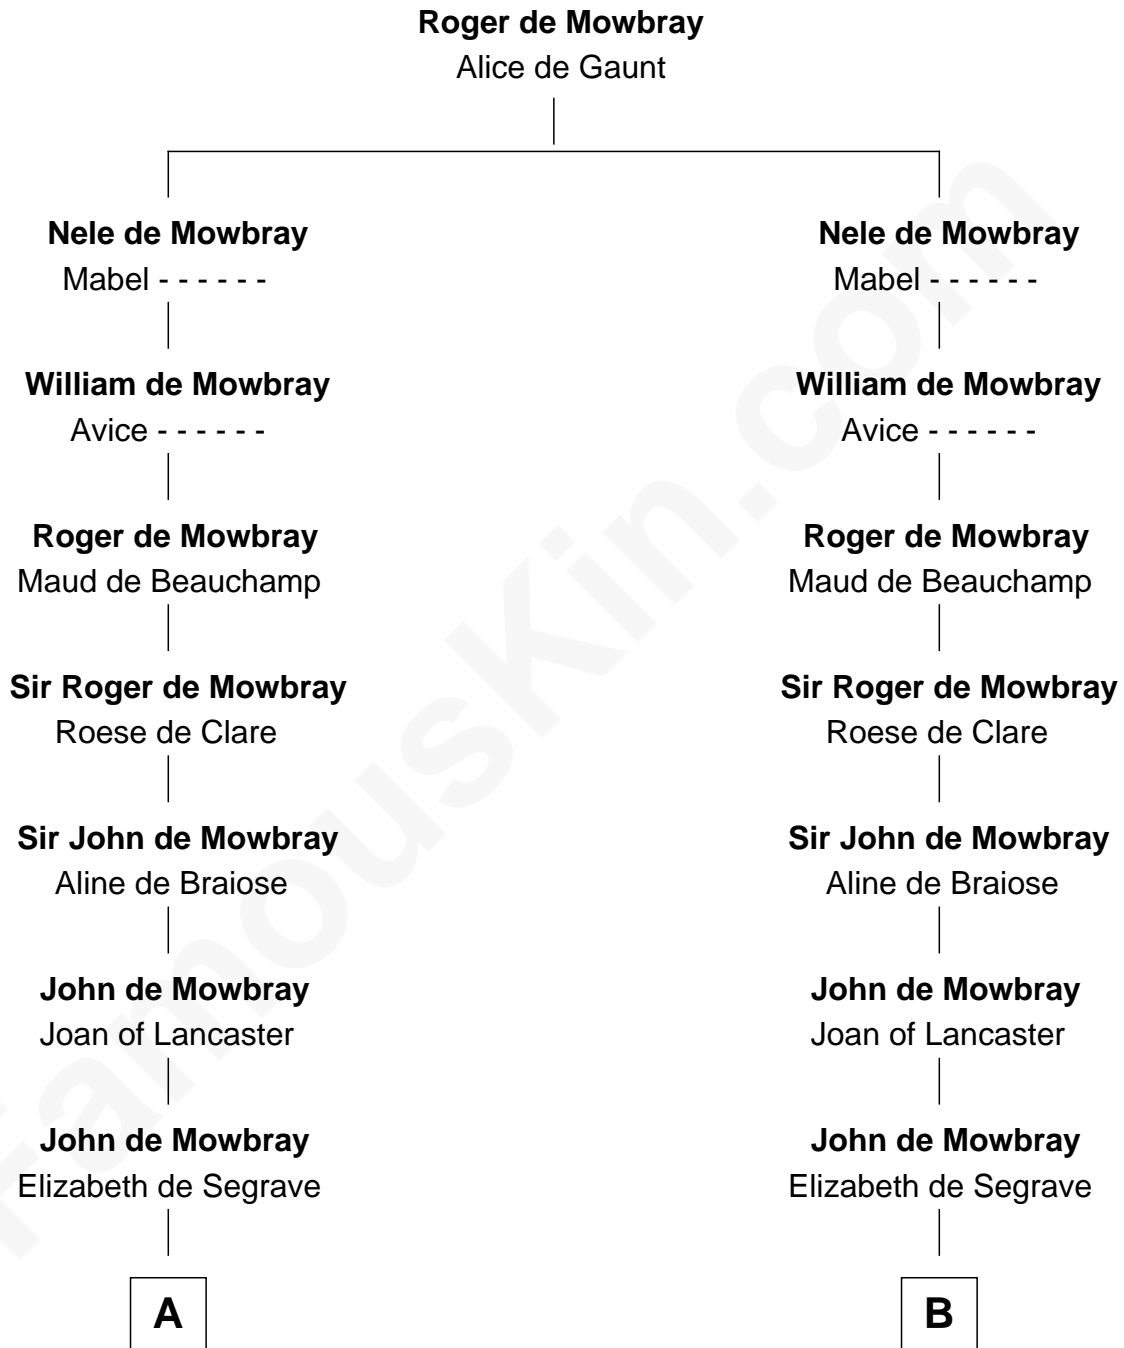 Roger de Mowbray
Alice de Gaunt
Nele de Mowbray
Mabel - - - - - -
William de Mowbray
Avice - - - - - -
Roger de Mowbray
Maud de Beauchamp
Sir Roger de Mowbray
Roese de Clare
Sir John de Mowbray
Aline de Braiose
John de Mowbray
Joan of Lancaster
John de Mowbray
Elizabeth de Segrave
A
Nele de Mowbray
Mabel - - - - - -
William de Mowbray
Avice - - - - - -
Roger de Mowbray
Maud de Beauchamp
Sir Roger de Mowbray
Roese de Clare
Sir John de Mowbray
Aline de Braiose
John de Mowbray
Joan of Lancaster
John de Mowbray
Elizabeth de Segrave
B
FamousKin.com